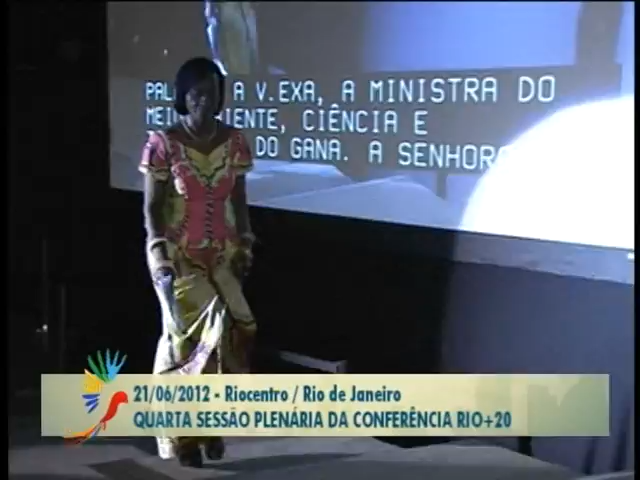 A V.EXA, A MINISTRA DO
CIÊNCIA E
DO GANA. A SENHORA
21/06/2012 - Riocentro / Rio de Janeiro
QUARTA SESSÃO PLENÁRIA DA CONFERÊNCIA RIO+20